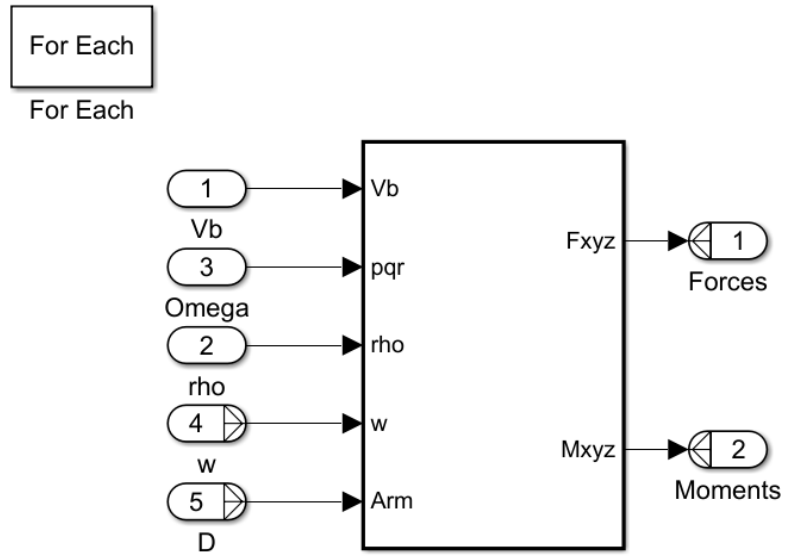 For Each
For Each
1
Vb
Vb
3
Omega
pqr
2
rho
rho
4
w
w
5
D
Arm
Fxyz
1
Forces
Mxyz
2
Moments